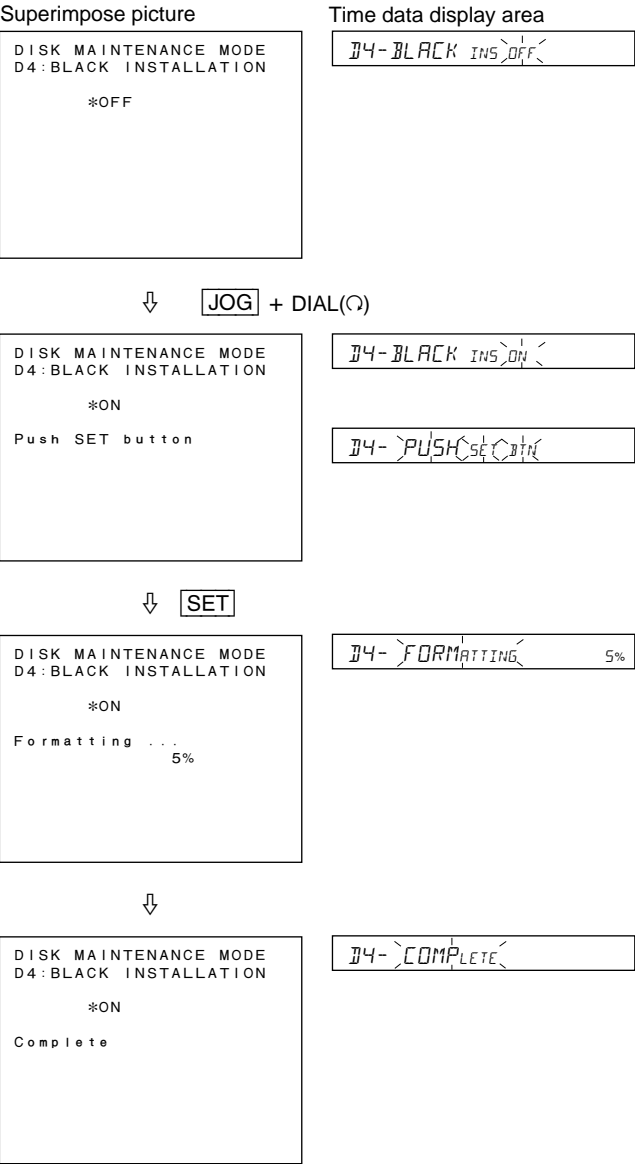 Superimpose picture
Time data display area
DISK MAINTENANCE MODE
D4:BLACK INSTALLATION
*OFF
D4-BLACK INS OFF
⇩ JOG + DIAL(↻)
DISK MAINTENANCE MODE
D4:BLACK INSTALLATION
*ON
Push SET button
D4-BLACK INS ON
D4- PUSH SET BTN
⇩ SET
DISK MAINTENANCE MODE
D4:BLACK INSTALLATION
*ON
Formatting ...
5%
D4- FORMATTING 5%
⇩
DISK MAINTENANCE MODE
D4:BLACK INSTALLATION
*ON
Complete
D4- COMPLETE